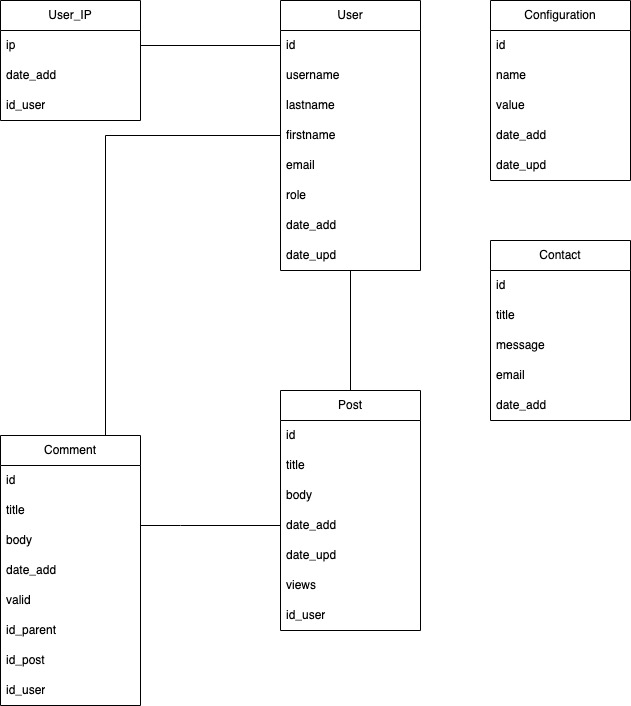 User_IP
ip
date_add
id_user
User
id
username
lastname
firstname
email
role
date_add
date_upd
Configuration
id
name
value
date_add
date_upd
Contact
id
title
message
email
date_add
Comment
id
title
body
date_add
valid
id_parent
id_post
id_user
Post
id
title
body
date_add
date_upd
views
id_user